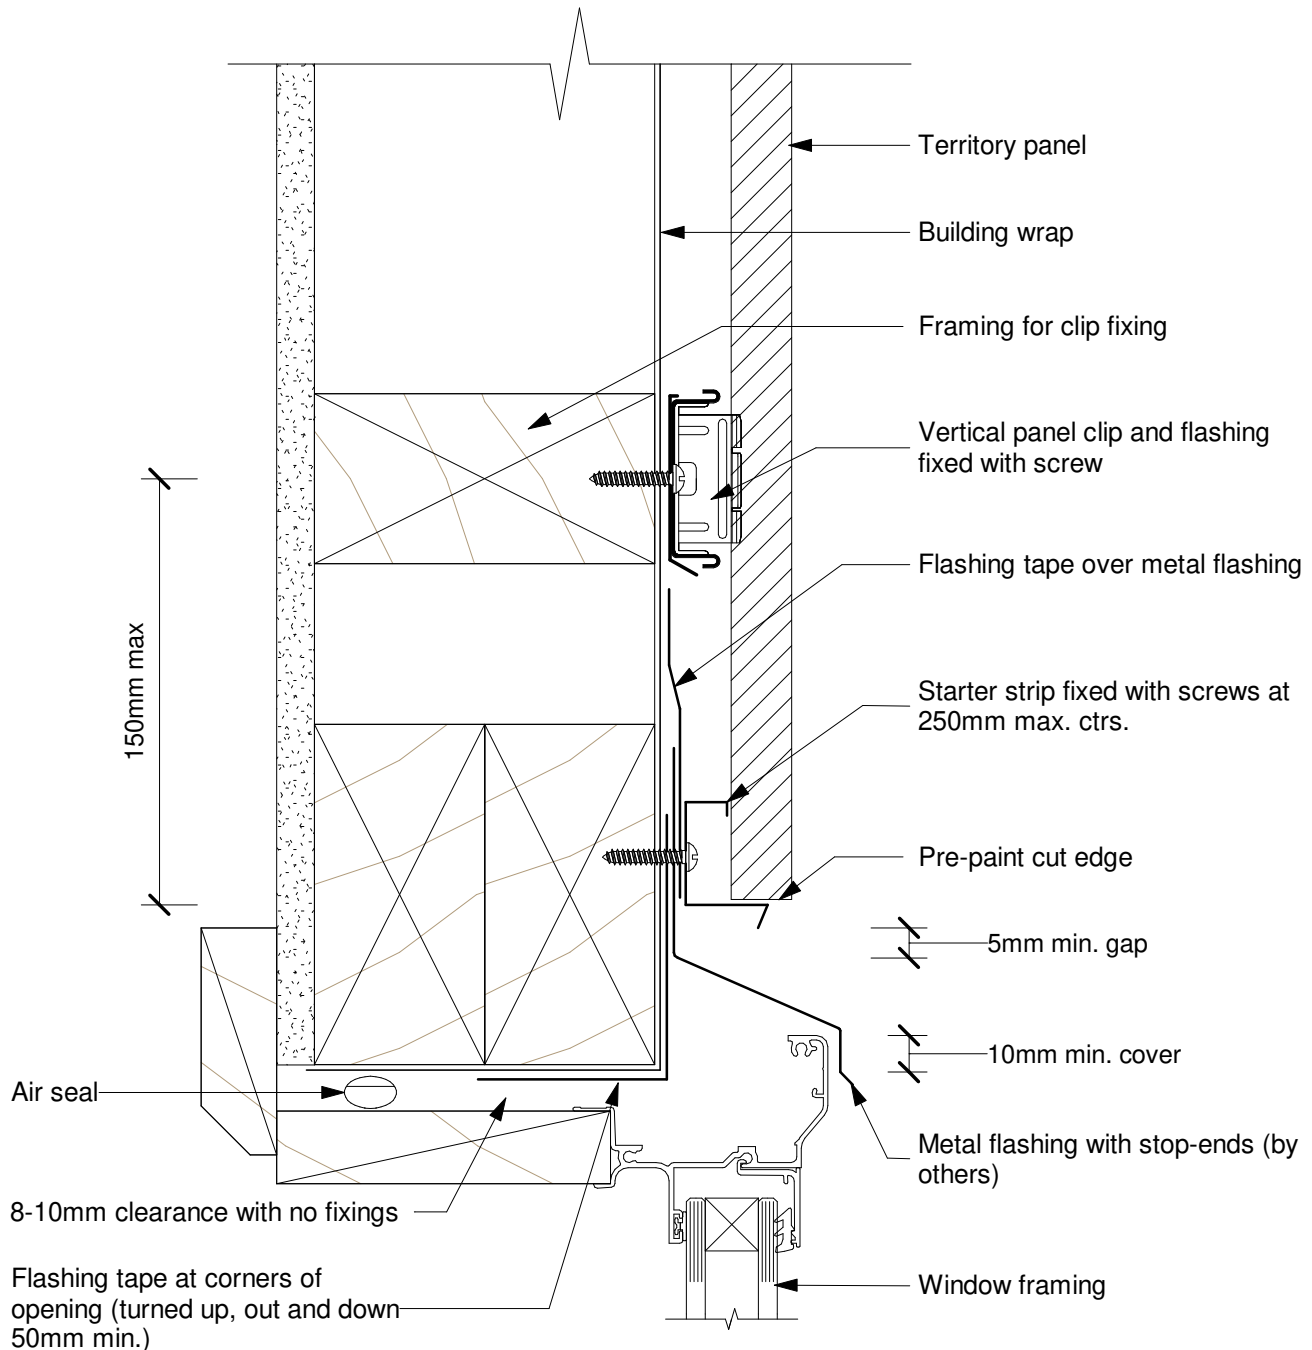 Territory panel
Building wrap
Framing for clip fixing
Vertical panel clip and flashing
fixed with screw
Flashing tape over metal flashing
150mm max
Starter strip fixed with screws at
250mm max. ctrs.
Pre-paint cut edge
5mm min. gap
10mm min. cover
Air seal
Metal flashing with stop-ends (by
others)
8-10mm clearance with no fixings
Flashing tape at corners of
opening (turned up, out and down
50mm min.)
Window framing